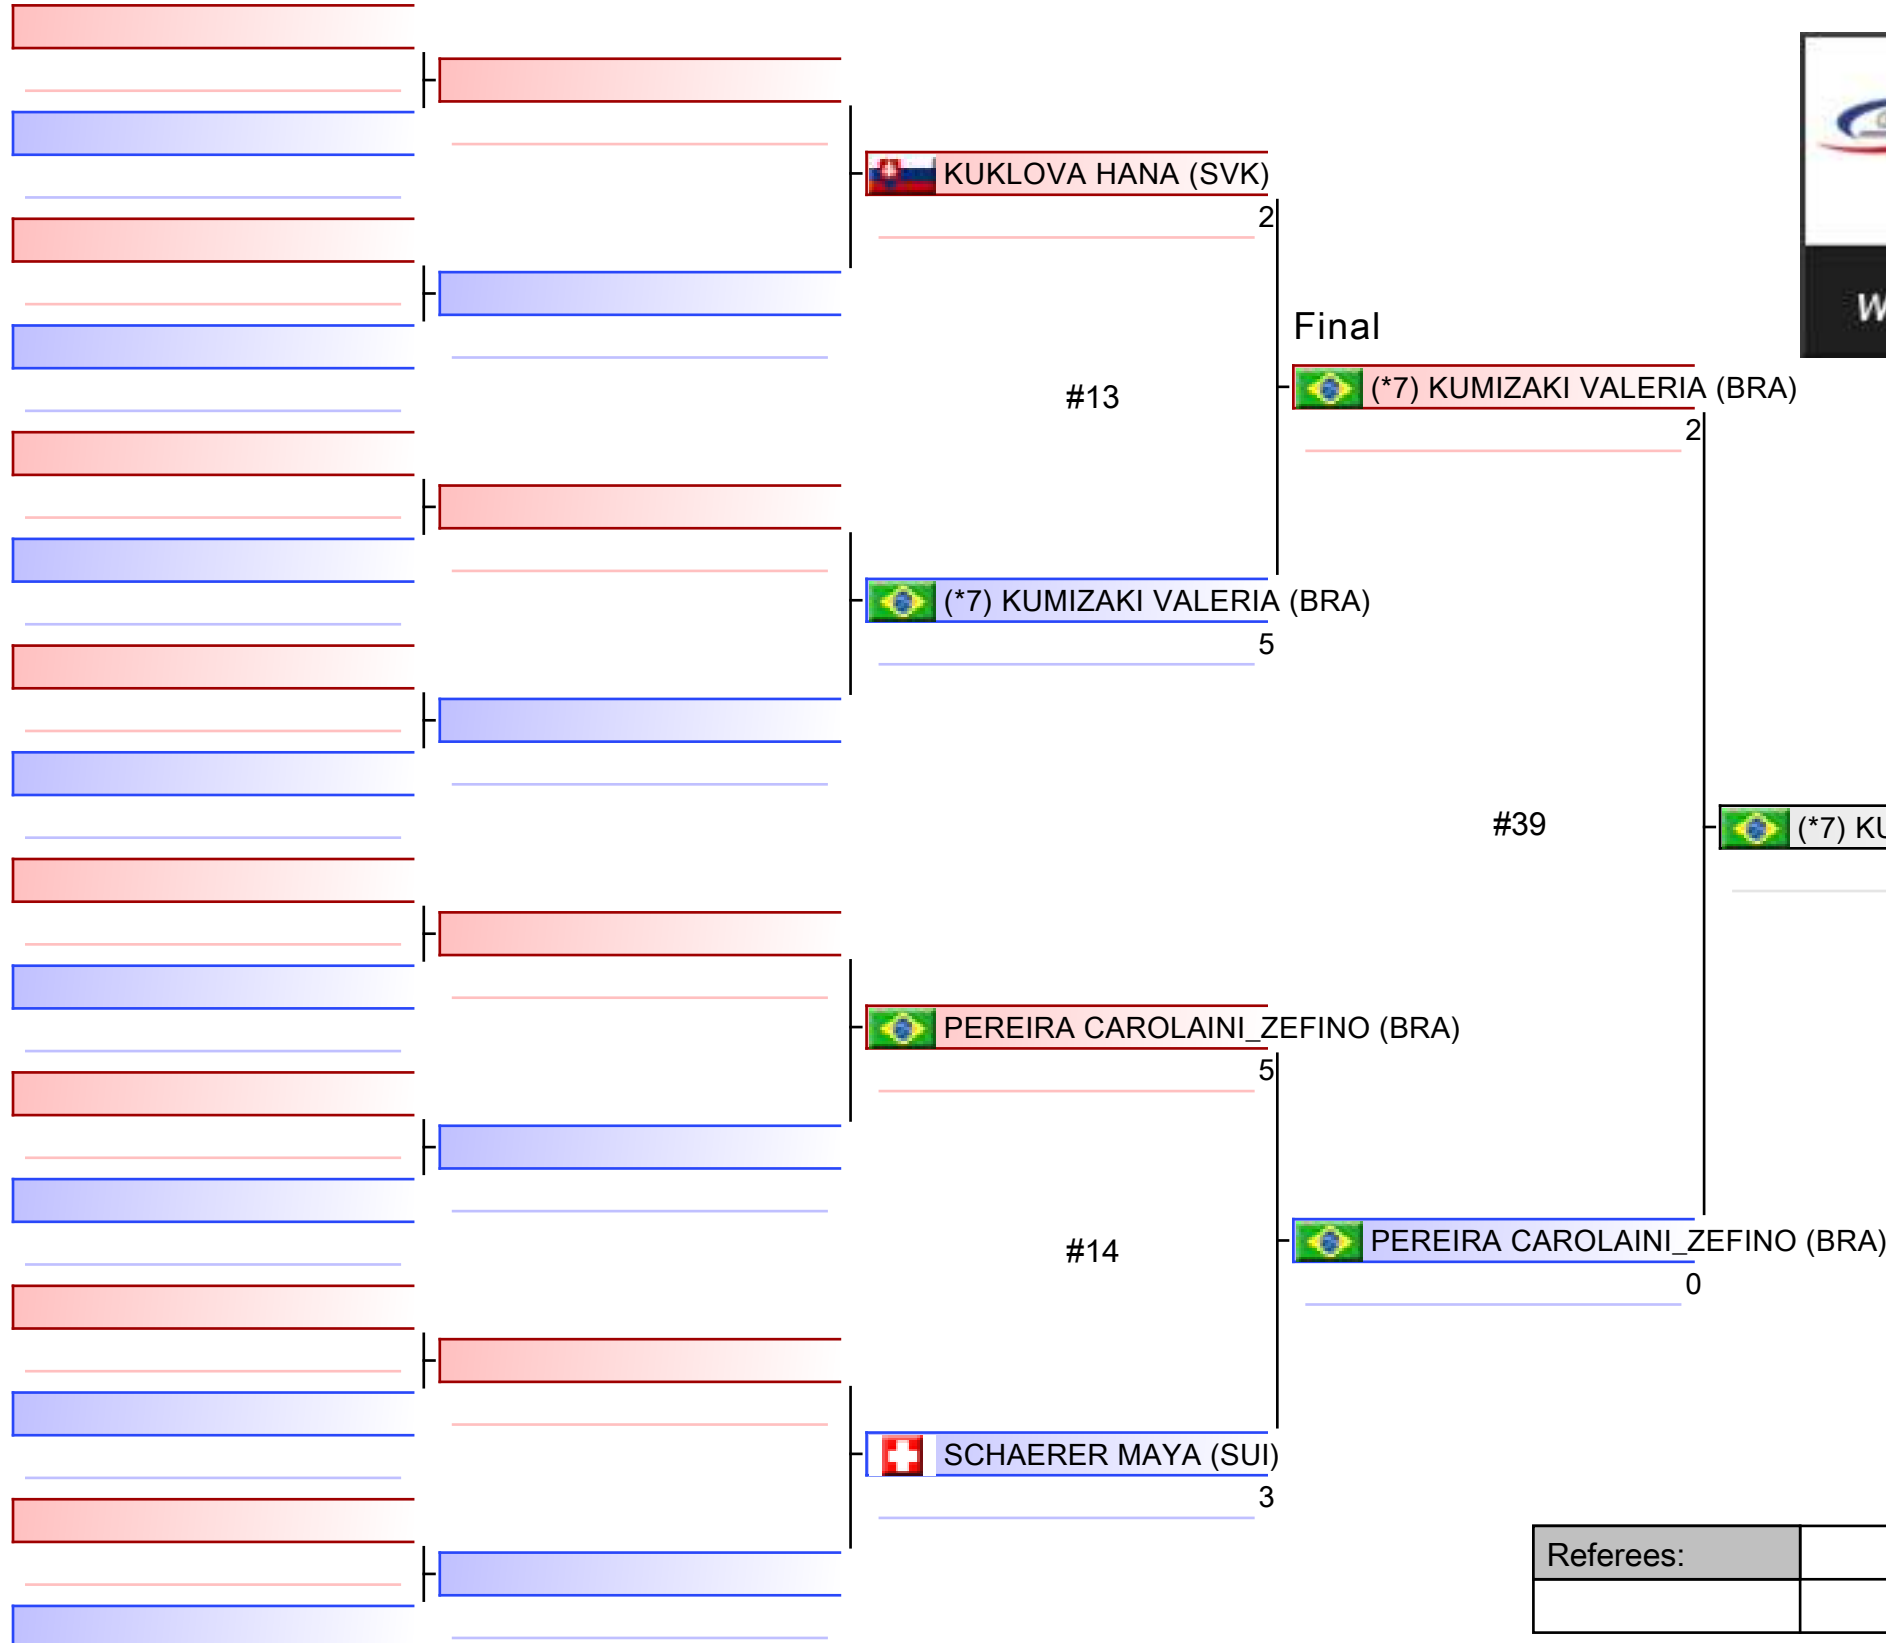 KUKLOVA HANA (SVK)
2
Final
#13
(*7) KUMIZAKI VALERIA (BRA)
2
(*7) KUMIZAKI VALERIA (BRA)
5
#39
(*7)
PEREIRA CAROLAINI_ZEFINO (BRA)
5
#14
PEREIRA CAROLAINI_ZEFINO (BRA)
0
SCHAERER MAYA (SUI)
3
Referees: